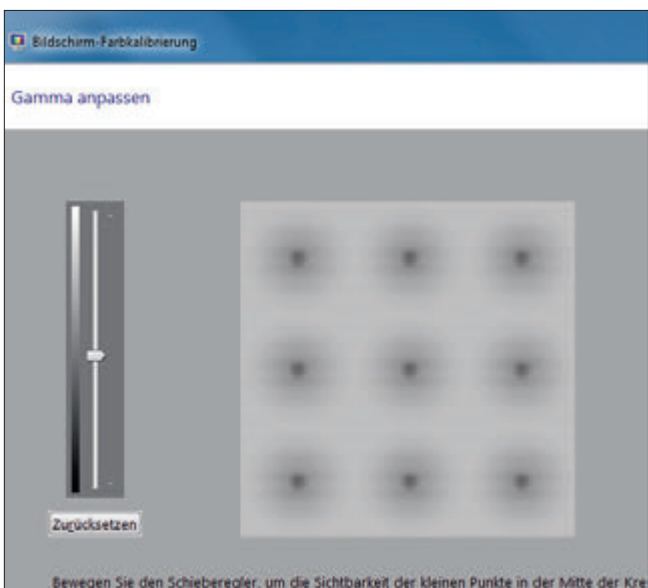 Bildschirm-Farbkalibrierung
Gamma anpassen
Zurücksetzen
Bewegen Sie den Schieberegler, um die Sichtbarkeit der kleinen Punkte in der Mitte der Kre